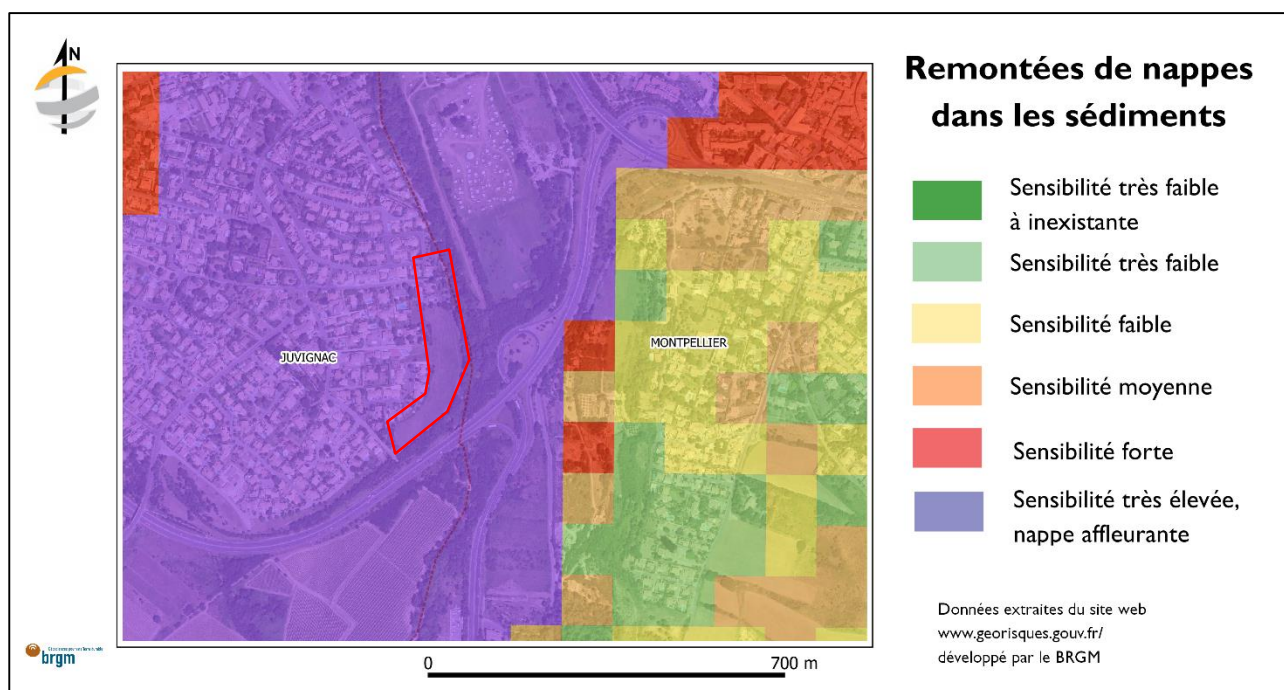 N
Remontées de nappes
dans les sédiments
Sensibilité très faible
à inexistante
Sensibilité très faible
Sensibilité faible
Sensibilité moyenne
Sensibilité forte
Sensibilité très élevée,
nappe affleurante
JUVIGNAC
MONTPELLIER
Données extraites du site web
www.georisques.gouv.fr/
développé par le BRGM
brgm
0
700 m